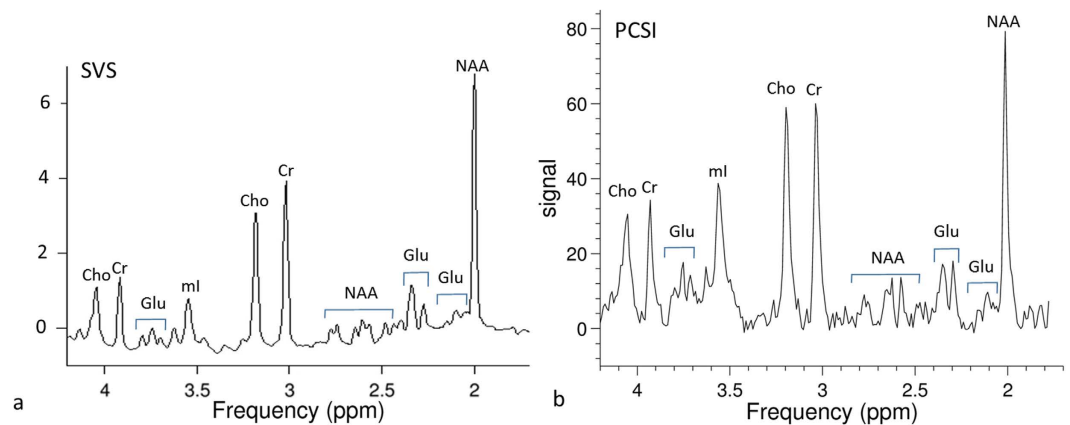 SVS
NAA
6
4
2
0
Cho
Cr
Cho
Cr
Glu
mI
NAA
Glu
Glu
4
3.5
3
2.5
2
Frequency (ppm)
a
PCSI
NAA
80
60
40
20
0
signal
Cho
Cr
Cho
Cr
mI
Glu
NAA
Glu
Glu
4
3.5
3
2.5
2
Frequency (ppm)
b